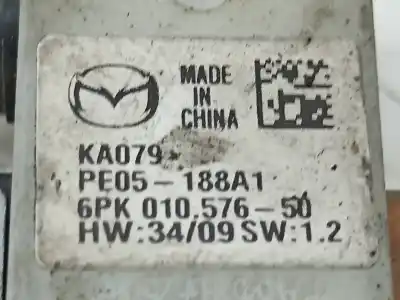 MADE
IN
CHINA
KA079
PE05-188A1
6PK 010.576-50
HW:34/09 SW:1.2